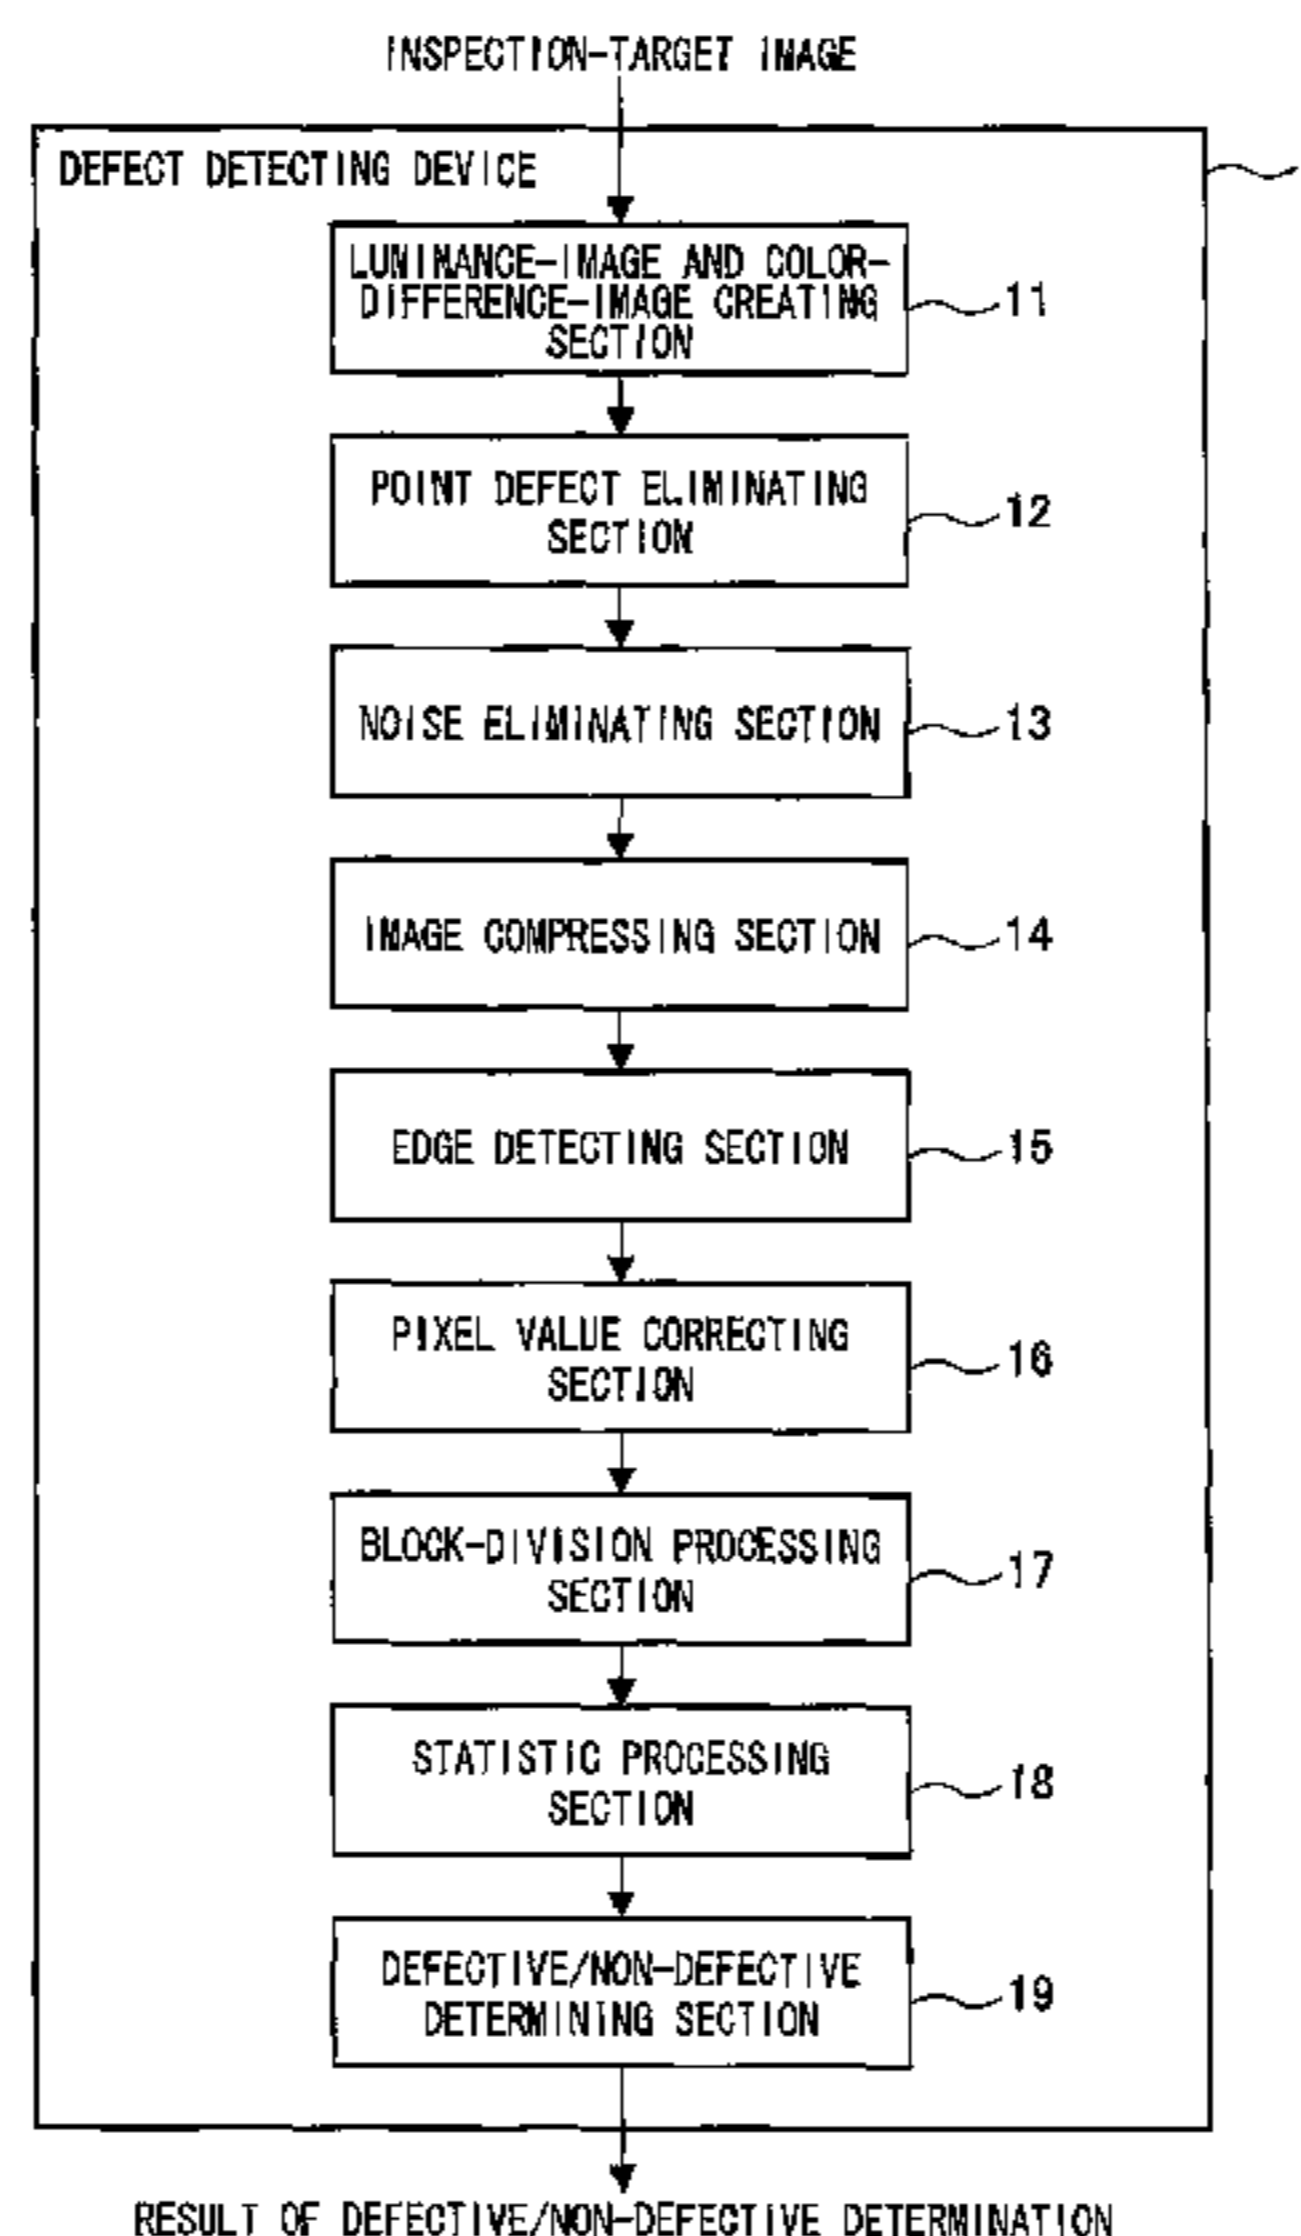 INSPECTION-TARGET IMAGE
DEFECT DETECTING DEVICE
LUMINANCE-IMAGE AND COLOR-
DIFFERENCE-IMAGE CREATING
SECTION
11
POINT DEFECT ELIMINATING
SECTION
12
NOISE ELIMINATING SECTION
13
IMAGE COMPRESSING SECTION
14
EDGE DETECTING SECTION
15
PIXEL VALUE CORRECTING
SECTION
16
BLOCK-DIVISION PROCESSING
SECTION
17
STATISTIC PROCESSING
SECTION
18
DEFECTIVE/NON-DEFECTIVE
DETERMINING SECTION
19
RESULT OF DEFECTIVE/NON-DEFECTIVE DETERMINATION